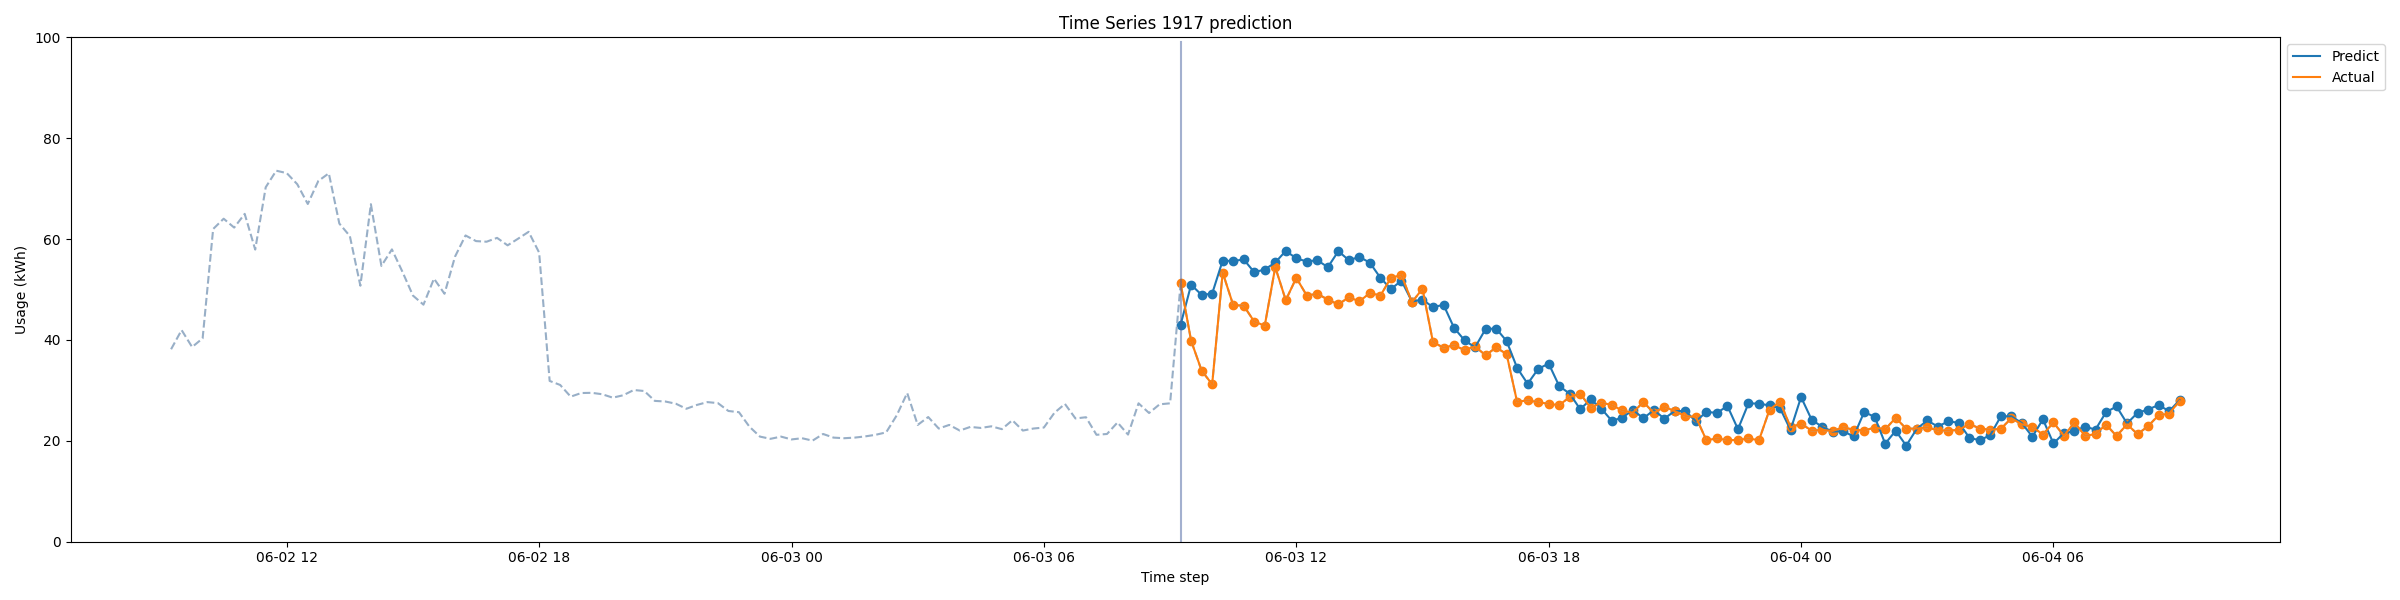 Time Series 1917 prediction
Usage (kWh)
100
80
60
40
20
0
06-02 12
06-02 18
06-03 00
06-03 06
06-03 12
06-03 18
06-04 00
06-04 06
Time step
Predict
Actual